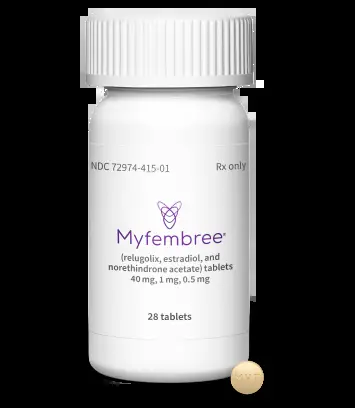 NDC 72974-415-01
Rx only
Myfembree®
(relugolix, estradiol, and
norethindrone acetate) tablets
40 mg, 1 mg, 0.5 mg
28 tablets